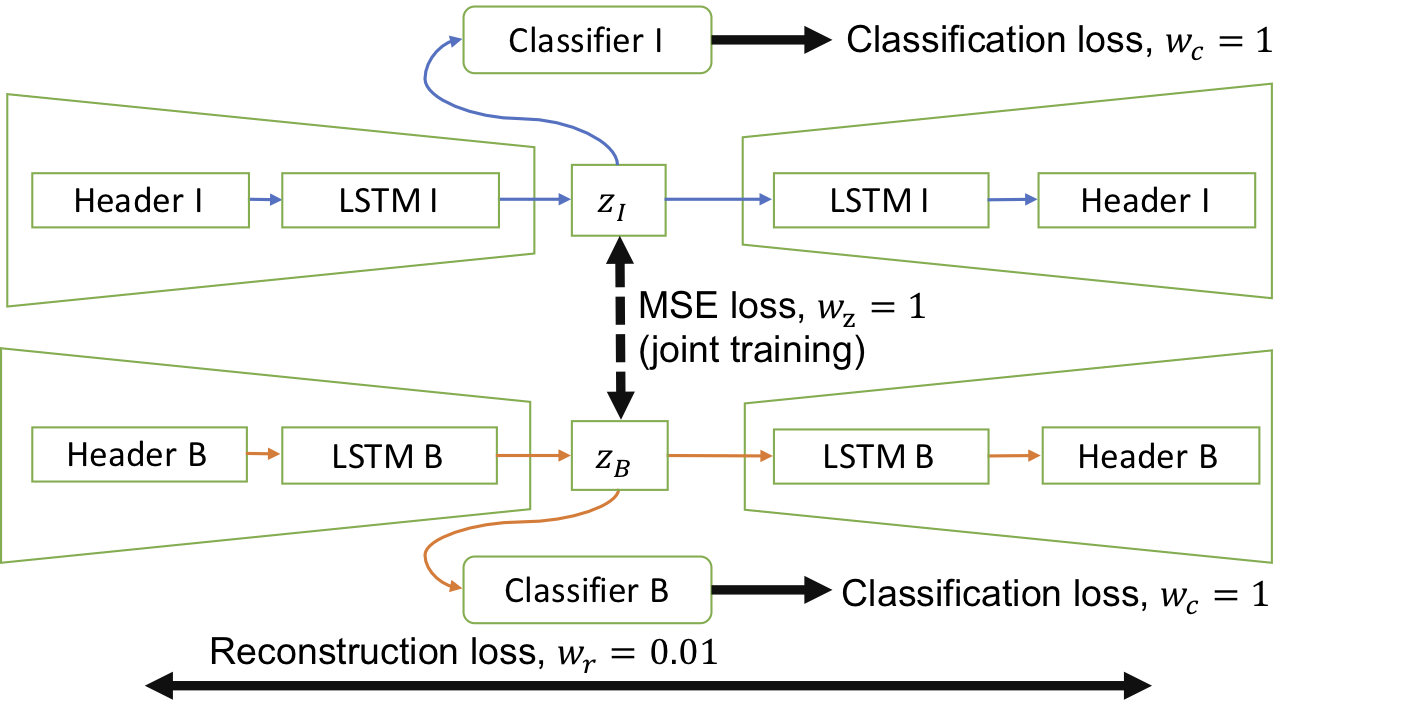 Classifier I
Classification loss, w_c = 1
Header I
LSTM I
z_I
LSTM I
Header I
MSE loss, w_z = 1
(joint training)
Header B
LSTM B
z_B
LSTM B
Header B
Classifier B
Classification loss, w_c = 1
Reconstruction loss, w_r = 0.01